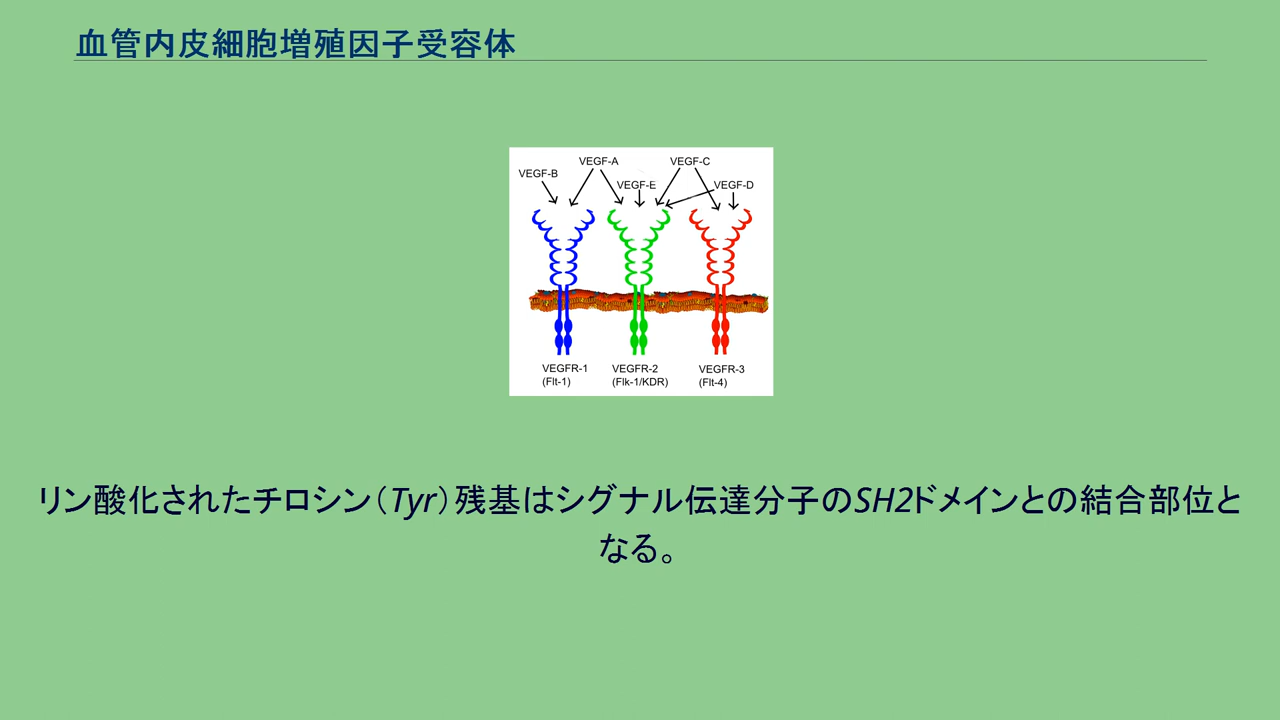 血管内皮細胞増殖因子受容体
VEGF-A
VEGF-C
VEGF-B
VEGF-E
VEGF-D
VEGFR-1
(Flt-1)
VEGFR-2
(Flk-1/KDR)
VEGFR-3
(Flt-4)
リン酸化されたチロシン（Tyr）残基はシグナル伝達分子のSH2ドメインとの結合部位と
なる。